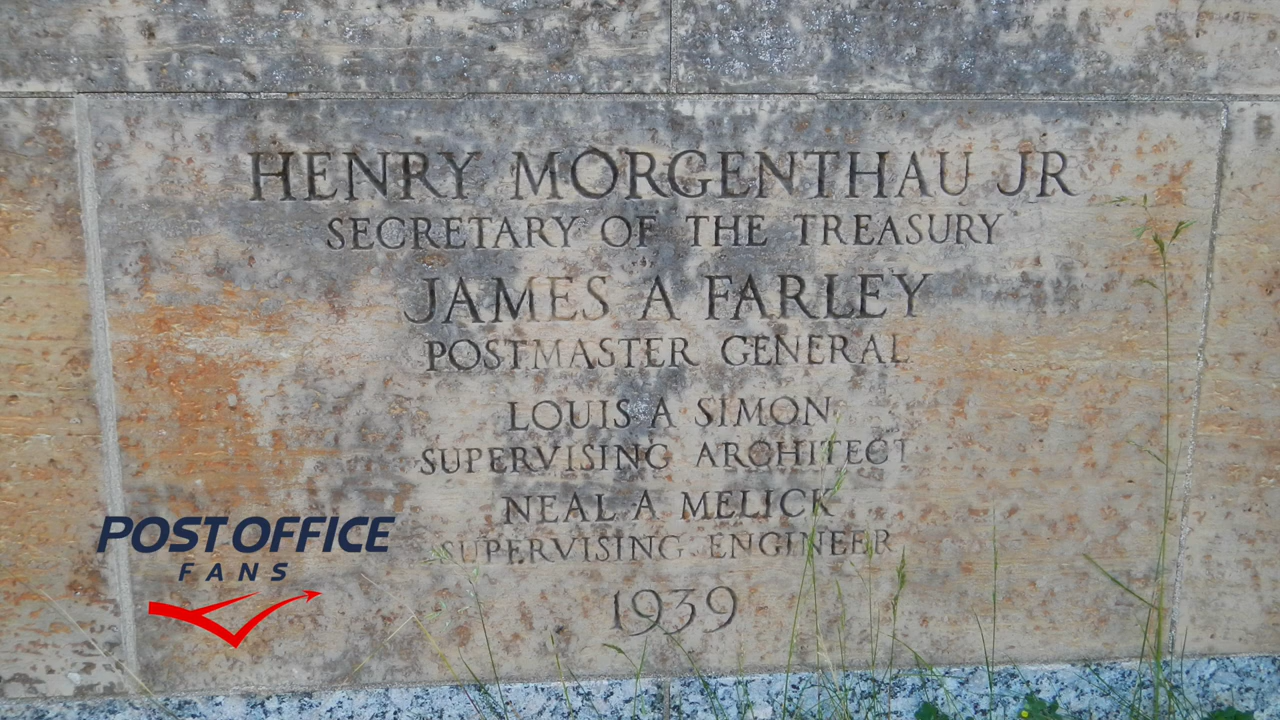 HENRY MORGENTHAU JR
SECRETARY OF THE TREASURY
JAMES A FARLEY
POSTMASTER GENERAL
LOUIS A SIMON
SUPERVISING ARCHITECT
NEAL A MELICK
SUPERVISING ENGINEER
1939
POST OFFICE
FANS